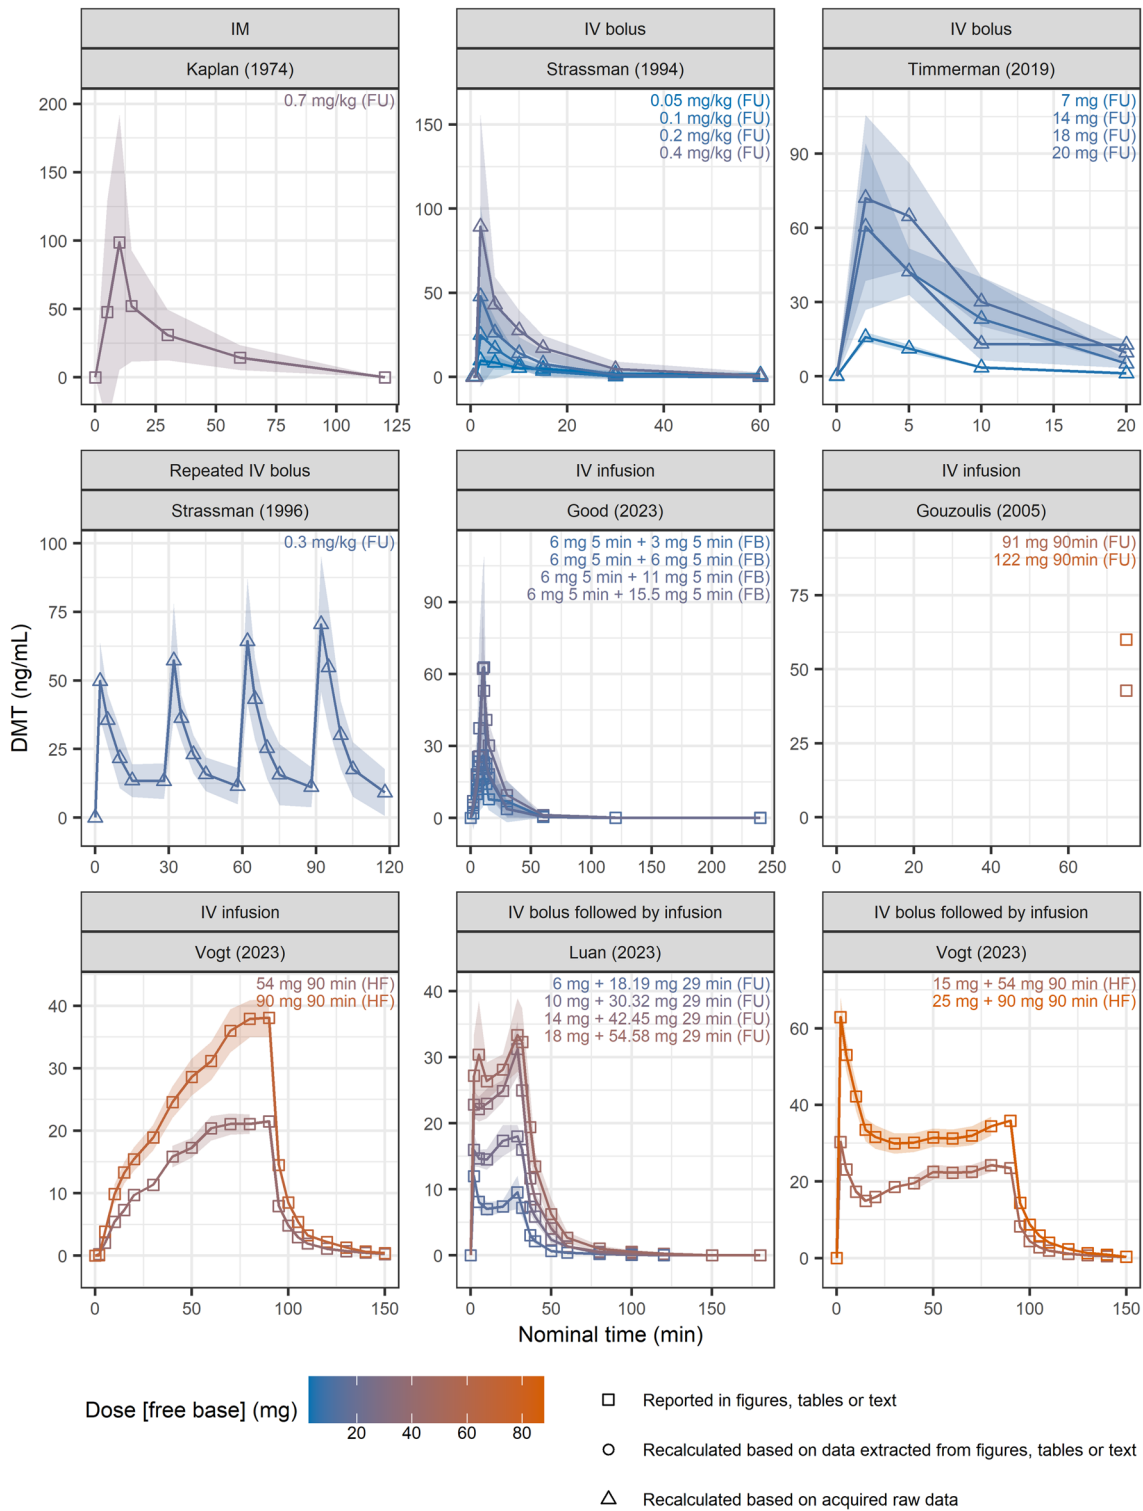 IM
Kaplan (1974)
0.7 mg/kg (FU)
200
150
100
50
0
0 25 50 75 100 125
IV bolus
Strassman (1994)
0.05 mg/kg (FU)
0.1 mg/kg (FU)
0.2 mg/kg (FU)
0.4 mg/kg (FU)
150
100
50
0
0 20 40 60
IV bolus
Timmerman (2019)
7 mg (FU)
14 mg (FU)
18 mg (FU)
20 mg (FU)
90
60
30
0
0 5 10 15 20
Repeated IV bolus
Strassman (1996)
0.3 mg/kg (FU)
100
75
50
25
0
0 30 60 90 120
IV infusion
Good (2023)
6 mg 5 min + 3 mg 5 min (FB)
6 mg 5 min + 6 mg 5 min (FB)
6 mg 5 min + 11 mg 5 min (FB)
6 mg 5 min + 15.5 mg 5 min (FB)
90
60
30
0
0 50 100 150 200 250
IV infusion
Gouzoulis (2005)
91 mg 90min (FU)
122 mg 90min (FU)
75
50
25
0
0 20 40 60
DMT (ng/mL)
IV infusion
Vogt (2023)
54 mg 90 min (HF)
90 mg 90 min (HF)
40
30
20
10
0
0 50 100 150
IV bolus followed by infusion
Luan (2023)
6 mg + 18.19 mg 29 min (FU)
10 mg + 30.32 mg 29 min (FU)
14 mg + 42.45 mg 29 min (FU)
18 mg + 54.58 mg 29 min (FU)
40
30
20
10
0
0 50 100 150
IV bolus followed by infusion
Vogt (2023)
15 mg + 54 mg 90 min (HF)
25 mg + 90 mg 90 min (HF)
60
40
20
0
0 50 100 150
Nominal time (min)
Dose [free base] (mg)
20 40 60 80
Reported in figures, tables or text
Recalculated based on data extracted from figures, tables or text
Recalculated based on acquired raw data